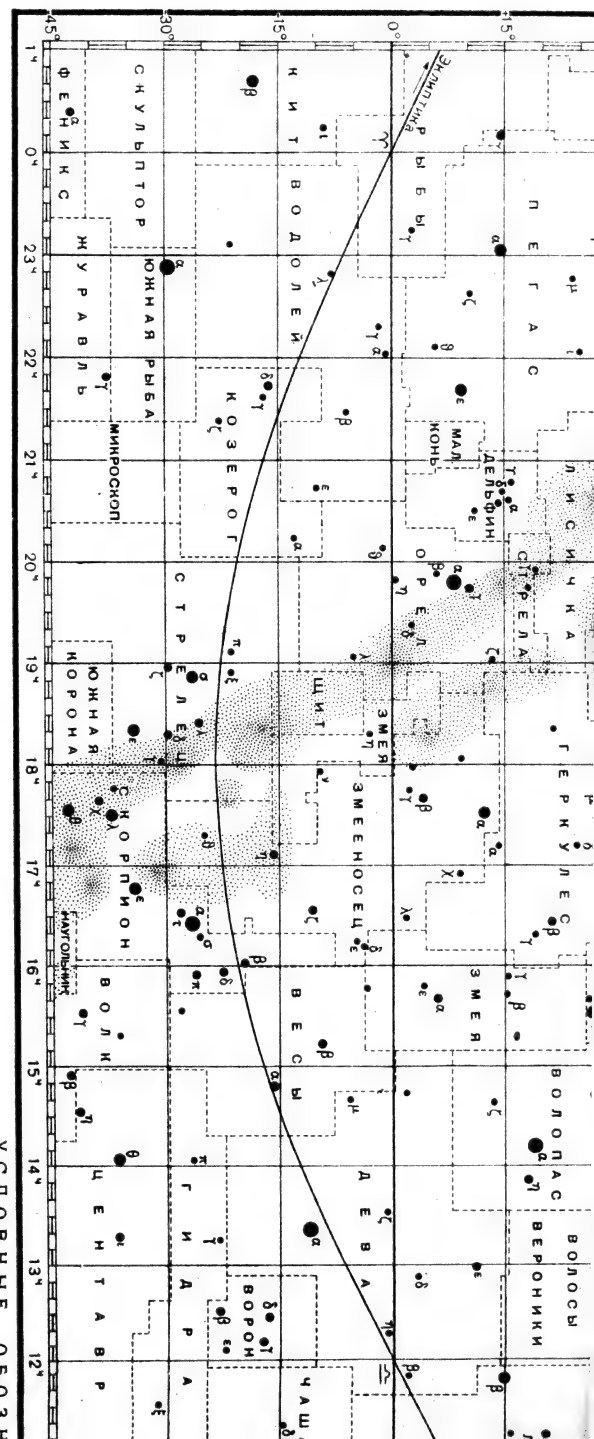 -45° -30° -15° 0° +5°
1ч
0ч
23ч
22ч
21ч
20ч
19ч
18ч
17ч
16ч
15ч
14ч
13ч
12ч
Эклиптика
ФЕНИКС
α
СКУЛЬПТОР
КИТ
β
ι
РЫБЫ
γ
♈
ПЕГАС
α
μ
ζ
θ
ι
ε
ЖУРАВЛЬ
γ
ЮЖНАЯ РЫБА
α
ВОДОЛЕЙ
λ
γ
α
β
ε
КОЗЕРОГ
δ
γ
ζ
α
МИКРОСКОП
МАЛ
КОНЬ
ДЕЛЬФИН
γ
δ
α
ε
ЛИСИЧКА
СТРЕЛА
γ
ОРЕЛ
θ
β
α
γ
η
δ
ζ
λ
СТРЕЛЕЦ
π
ξ
ζ
σ
λ
δ
ε
γ
ЮЖНАЯ
КОРОНА
ЩИТ
ЗМЕЯ
η
ЗМЕЕНОСЕЦ
ν
γ
β
α
η
χ
λ
ζ
ε
δ
ГЕРКУЛЕС
δ
β
γ
СКОРПИОН
θ
χ
λ
ε
τ
α
σ
β
π
δ
НАУГОЛЬНИК
ВОЛК
γ
β
η
ВЕСЫ
β
α
ЗМЕЯ
ε
α
γ
β
ВОЛОПАС
ζ
α
η
ДЕВА
μ
ζ
α
ε
δ
η
β
ВОЛОСЫ
ВЕРОНИКИ
ЦЕНТАВР
θ
ι
ГИДРА
π
γ
ξ
ВОРОН
β
ε
δ
γ
ЧАША
δ
♎
β
УСЛОВНЫЕ ОБОЗН